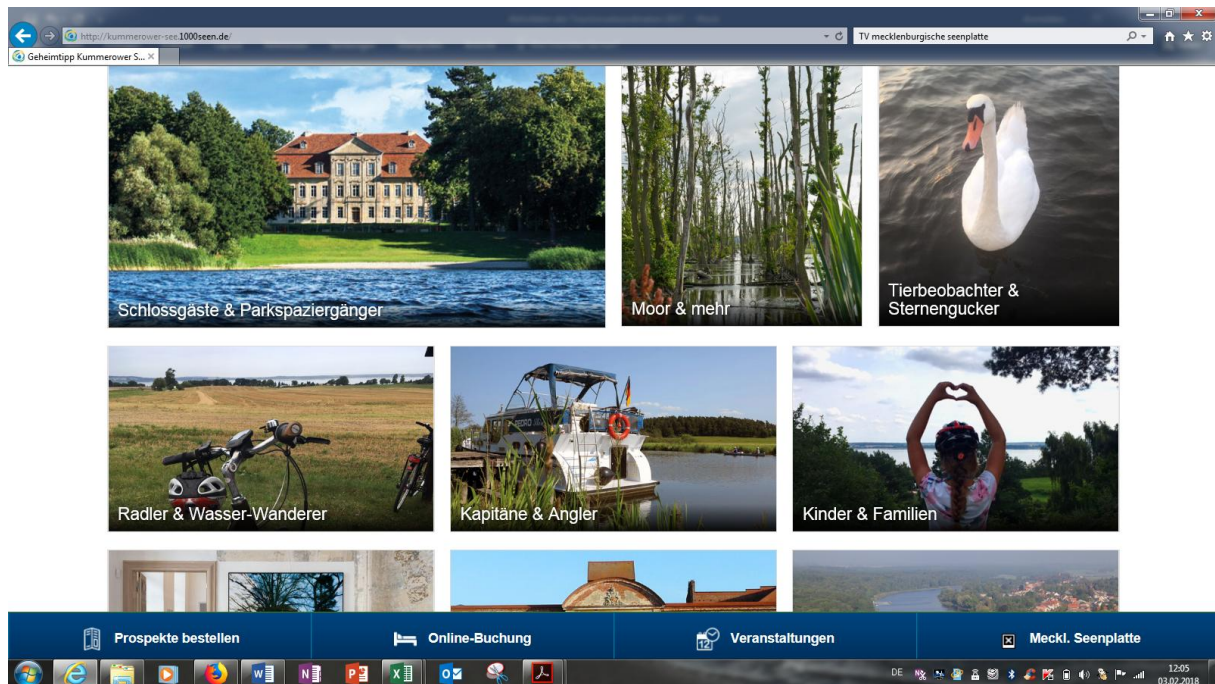 http://kummerower-see.1000seen.de/
TV mecklenburgische seenplatte
Geheimtipp Kummerower S...
Schlossgäste & Parkspaziergänger
Moor & mehr
Tierbeobachter &
Sternengucker
Radler & Wasser-Wanderer
Kapitäne & Angler
Kinder & Familien
Prospekte bestellen
12
Online-Buchung
Veranstaltungen
Meckl. Seenplatte
DE
12:05
03.02.2018